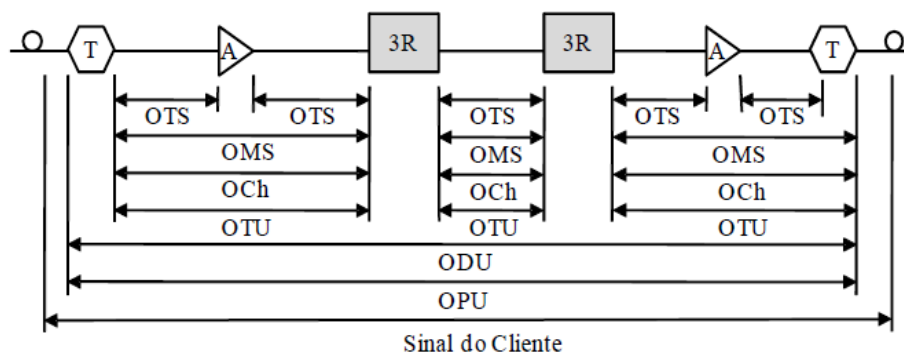 T A 3R 3R A T
OTS OTS OTS OTS OTS
OMS OMS OMS
OCh OCh OCh
OTU OTU OTU
ODU
OPU
Sinal do Cliente